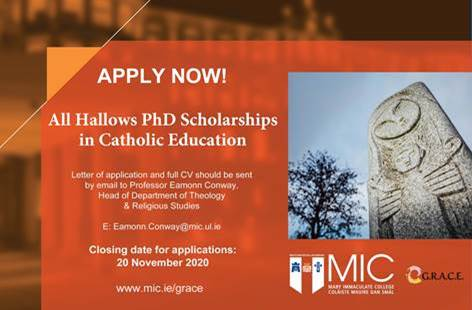 APPLY NOW!
All Hallows PhD Scholarships
in Catholic Education
Letter of application and full CV should be sent
by email to Professor Eamonn Conway,
Head of Department of Theology
& Religious Studies
E: Eamonn.Conway@mic.ul.ie
Closing date for applications:
20 November 2020
www.mic.ie/grace
MIC
MARY IMMACULATE COLLEGE
COLÁISTE MHUIRE GAN SMÁL
G.R.A.C.E.